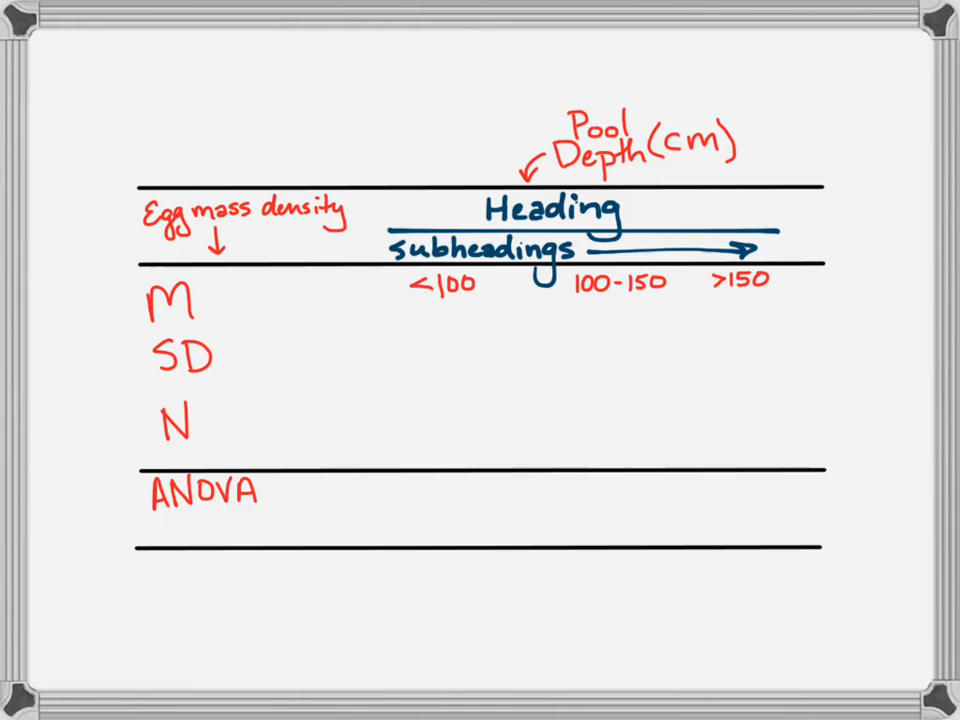 Pool
Depth (cm)
Egg mass density
Heading
subheadings
<100 100-150 >150
M
SD
N
ANOVA